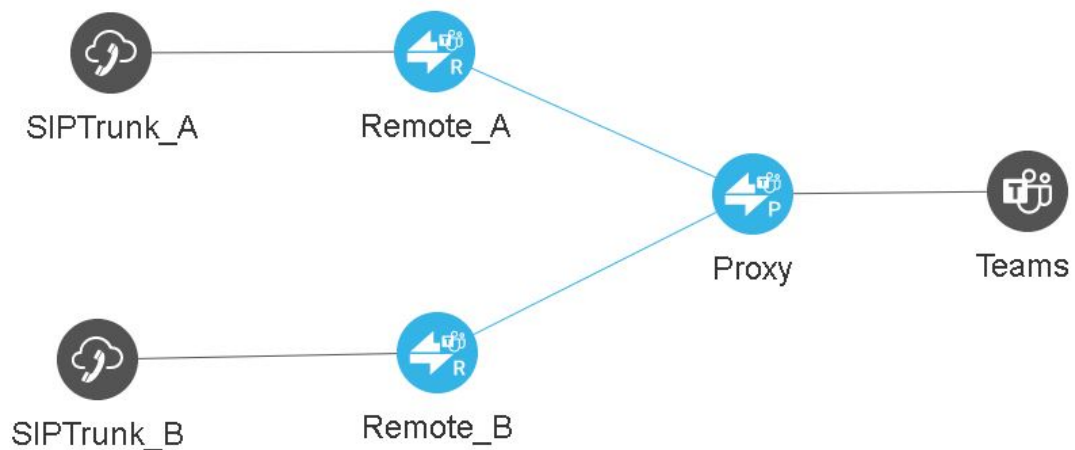 SIPTrunk_A
T
R
Remote_A
T
P
Proxy
T
Teams
SIPTrunk_B
T
R
Remote_B